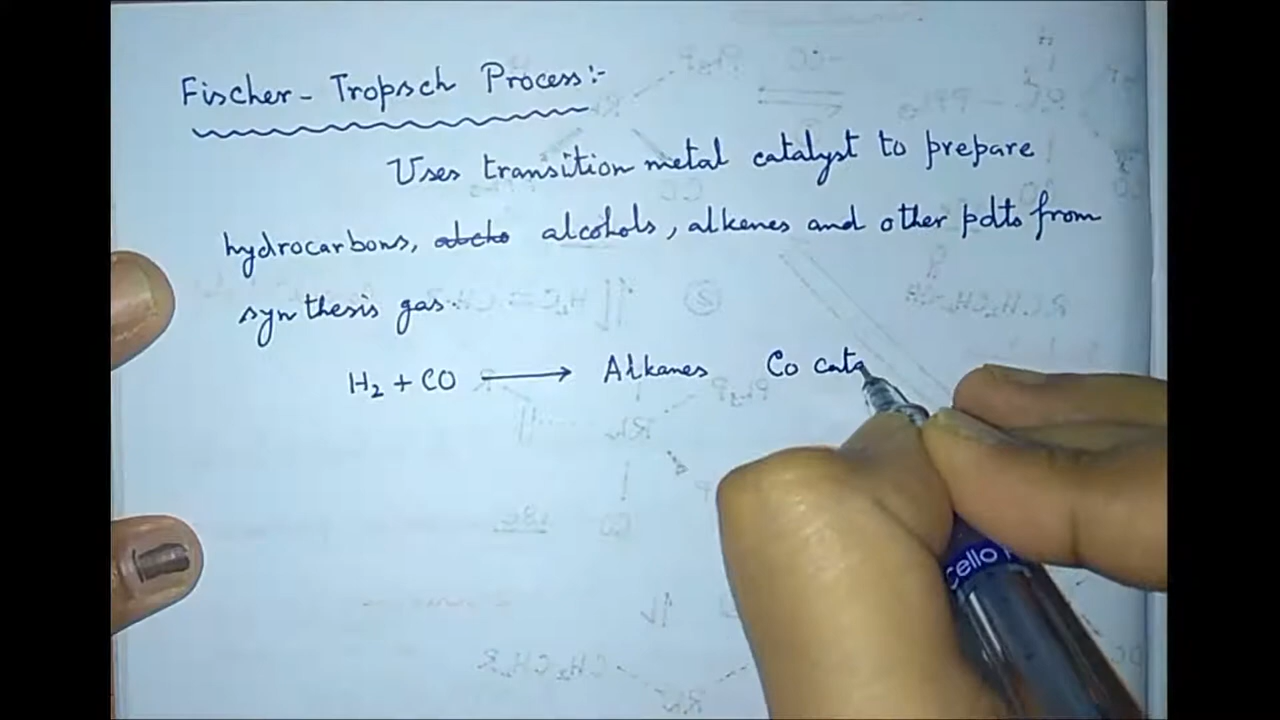 Fischer - Tropsch Process:-
Uses transition metal catalyst to prepare
hydrocarbons, alcohols, alkenes and other pdts from
synthesis gas.
H₂ + CO ⟶ Alkanes Co cata
cello